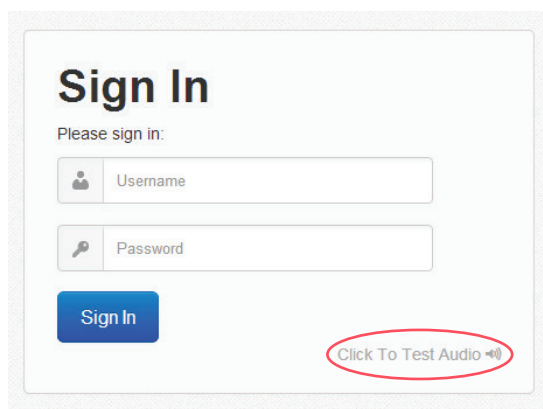 Sign In
Please sign in:
Username
Password
Sign In
Click To Test Audio